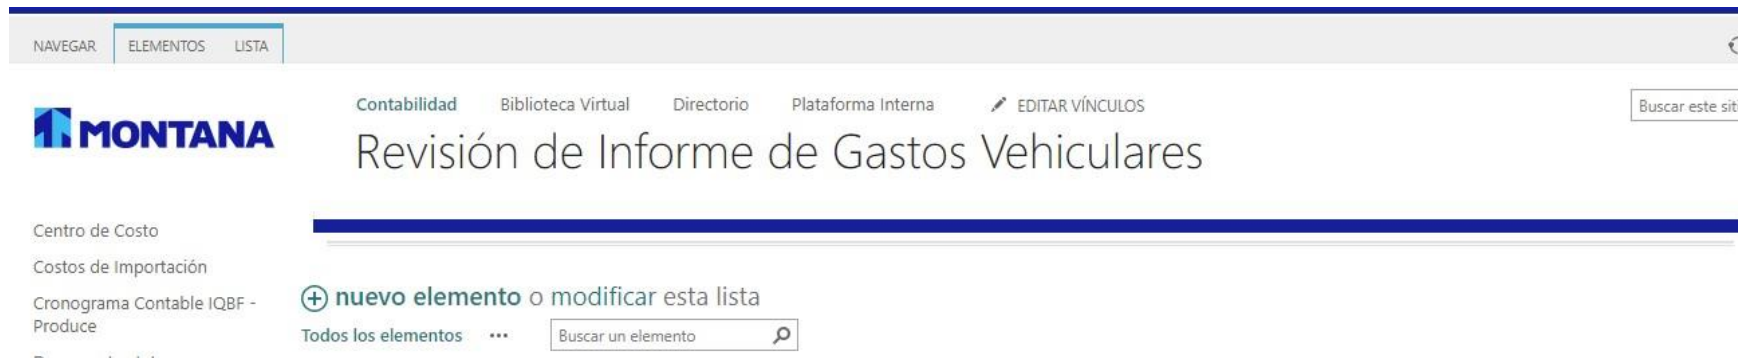 NAVEGAR ELEMENTOS LISTA
MONTANA
Contabilidad Biblioteca Virtual Directorio Plataforma Interna EDITAR VÍNCULOS
Buscar este
Revisión de Informe de Gastos Vehiculares
Centro de Costo
Costos de Importación
Cronograma Contable IQBF -
Produce
nuevo elemento o modificar esta lista
Todos los elementos ••• Buscar un elemento